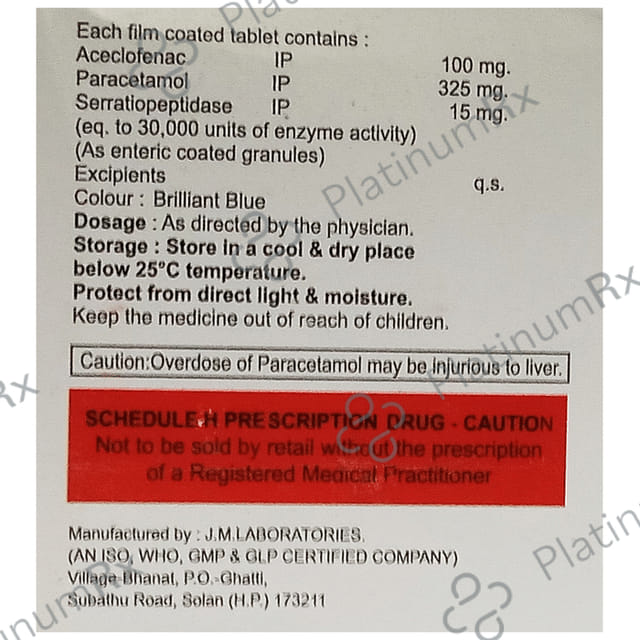 Each film coated tablet contains :
Aceclofenac IP 100 mg.
Paracetamol IP 325 mg.
Serratiopeptidase IP 15 mg.
(eq. to 30,000 units of enzyme activity)
(As enteric coated granules)
Excipients q.s.
Colour : Brilliant Blue
Dosage : As directed by the physician.
Storage : Store in a cool & dry place
below 25°C temperature.
Protect from direct light & moisture.
Keep the medicine out of reach of children.
Caution:Overdose of Paracetamol may be injurious to liver.
SCHEDULE-H PRESCRIPTION DRUG - CAUTION
Not to be sold by retail without the prescription
of a Registered Medical Practitioner
Manufactured by : J.M.LABORATORIES.
(AN ISO, WHO, GMP & GLP CERTIFIED COMPANY)
Village-Bhanat, P.O.-Ghatti,
Subathu Road, Solan (H.P.) 173211
PlatinumRx
PlatinumRx
PlatinumRx